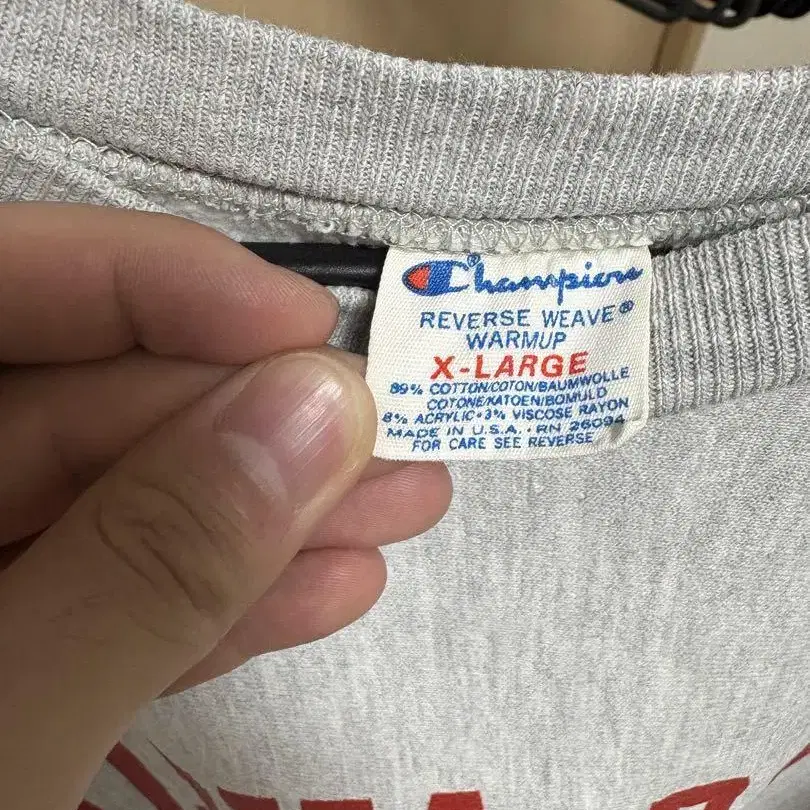 Champion®
REVERSE WEAVE®
WARMUP
X-LARGE
89% COTTON/COTON/BAUMWOLLE
COTONE/KATOEN/BOMULD
8% ACRYLIC•3% VISCOSE RAYON
MADE IN U.S.A. • RN 26094
FOR CARE SEE REVERSE